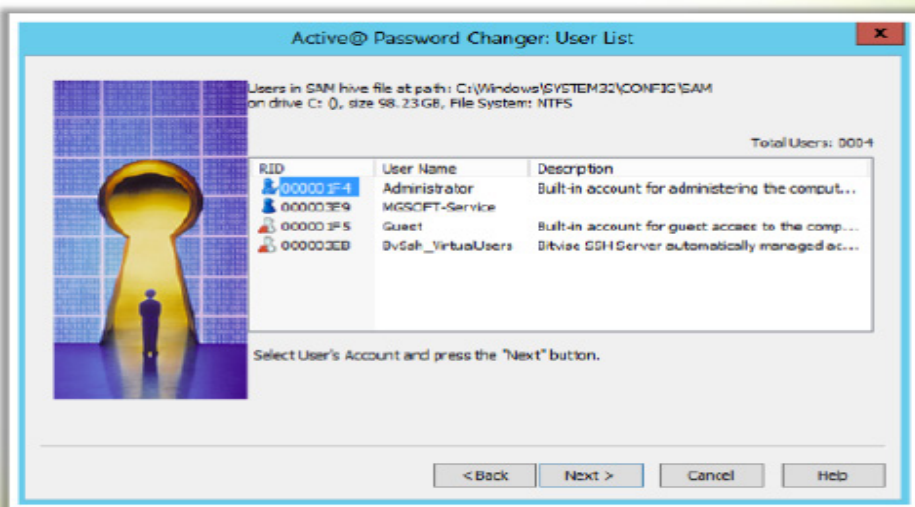 Active@ Password Changer: User List
x
Users in SAM hive file at path: C:\Windows\SYSTEM32\CONFIG\SAM
on drive C: (), size 98.23GB, File System: NTFS
Total Users: 0004
RID User Name Description
000001F4 Administrator Built-in account for administering the comput...
000003E9 MGSOFT-Service
000001F5 Guest Built-in account for guest access to the comp...
000003EB BvSsh_VirtualUsers Bitvise SSH Server automatically managed ac...
Select User's Account and press the "Next" button.
<Back Next > Cancel Help